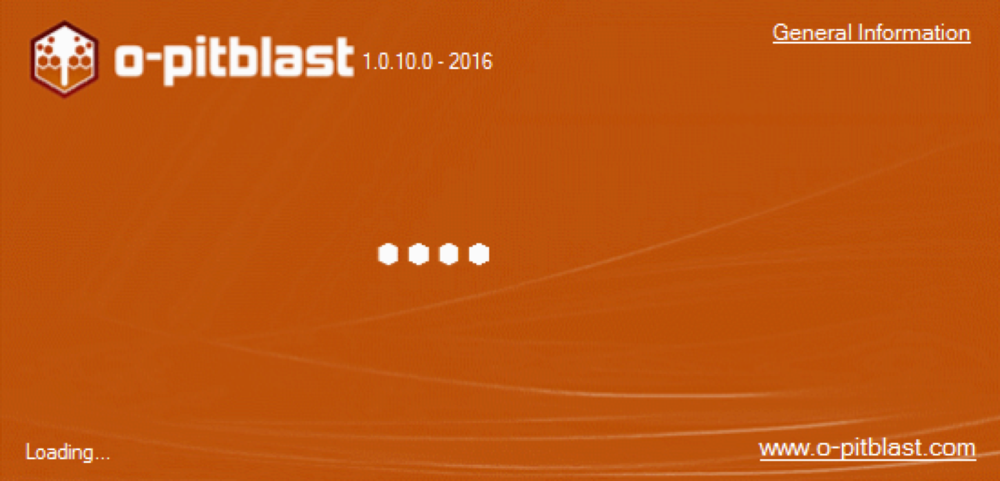 o-pitblast 1.0.10.0 - 2016
General Information
Loading...
www.o-pitblast.com